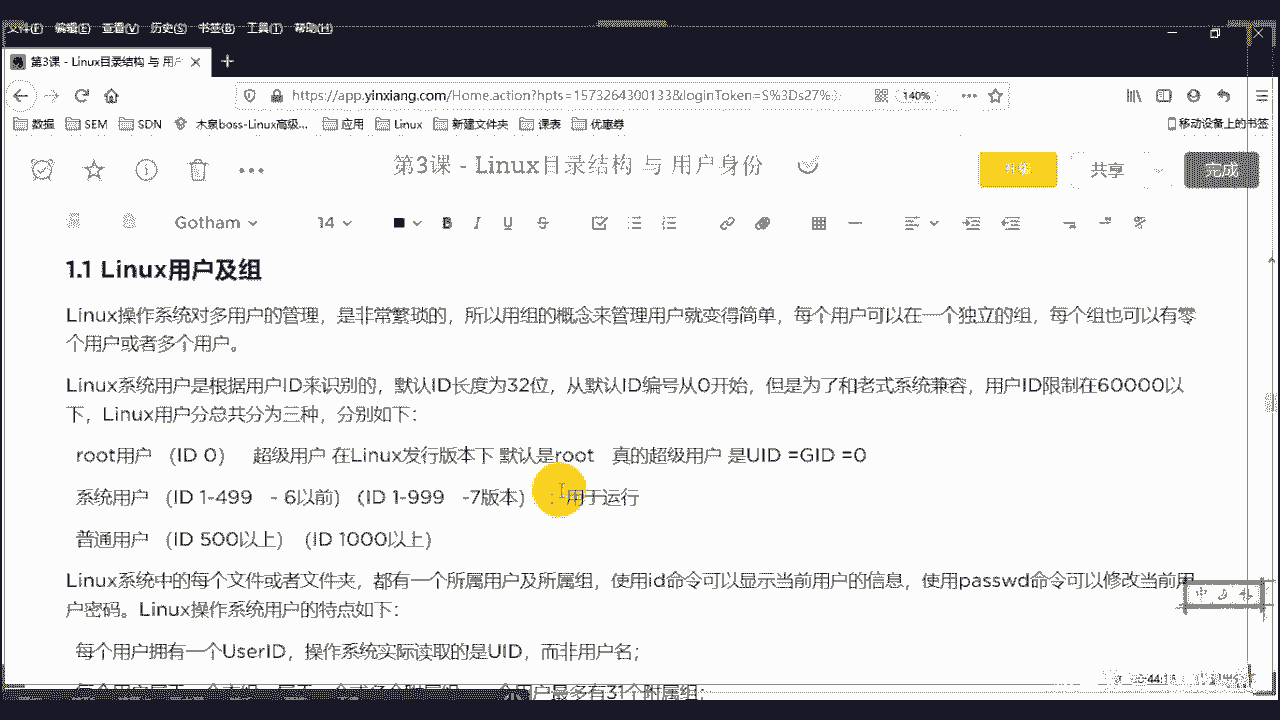 文件(F) 编辑(E) 查看(V) 历史(S) 书签(B) 工具(T) 帮助(H)
第3课 - Linux目录结构 与 用户
https://app.yinxiang.com/Home.action?hpts=1573264300133&loginToken=S%3Ds27%3
140%
数据 SEM SDN 木泉boss-Linux高级... 应用 Linux 新建文件夹 课表 优惠券 移动设备上的书签
第3课 - Linux目录结构 与 用户身份
共享 完成
Gotham 14 B I U S
1.1 Linux用户及组
Linux操作系统对多用户的管理，是非常繁琐的，所以用组的概念来管理用户就变得简单，每个用户可以在一个独立的组，每个组也可以有零
个用户或者多个用户。
Linux系统用户是根据用户ID来识别的，默认ID长度为32位，从默认ID编号从0开始，但是为了和老式系统兼容，用户ID限制在60000以
下，Linux用户分总共分为三种，分别如下：
root用户 （ID 0） 超级用户 在Linux发行版本下 默认是root 真的超级用户 是UID =GID =0
系统用户 （ID 1-499 - 6以前）（ID 1-999 -7版本） ：用于运行
普通用户 （ID 500以上） （ID 1000以上）
Linux系统中的每个文件或者文件夹，都有一个所属用户及所属组，使用id命令可以显示当前用户的信息，使用passwd命令可以修改当前用
户密码。Linux操作系统用户的特点如下：
每个用户拥有一个UserID，操作系统实际读取的是UID，而非用户名；
个用户最多有31个附属组；